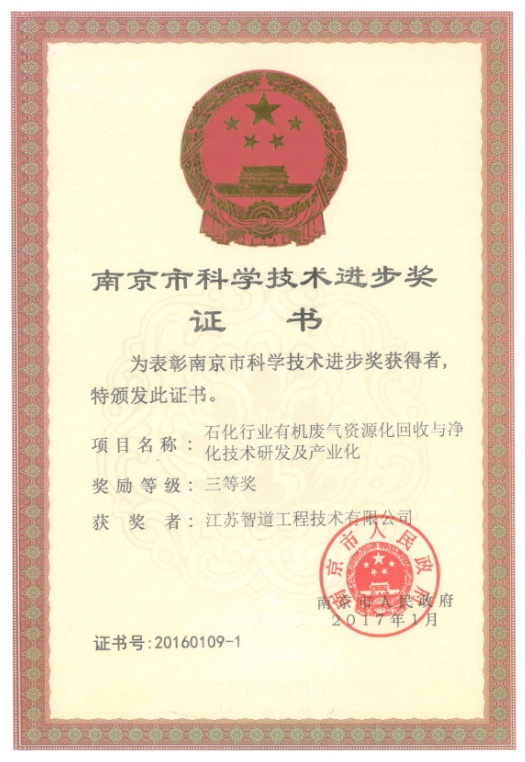 南京市科学技术进步奖
证 书
为表彰南京市科学技术进步奖获得者，
特颁发此证书。
项目名称：石化行业有机废气资源化回收与净
化技术研发及产业化
奖励等级：三等奖
获 奖 者：江苏智道工程技术有限公司
南京市人民政府
南京市人民政府
2017年1月
证书号:20160109-1